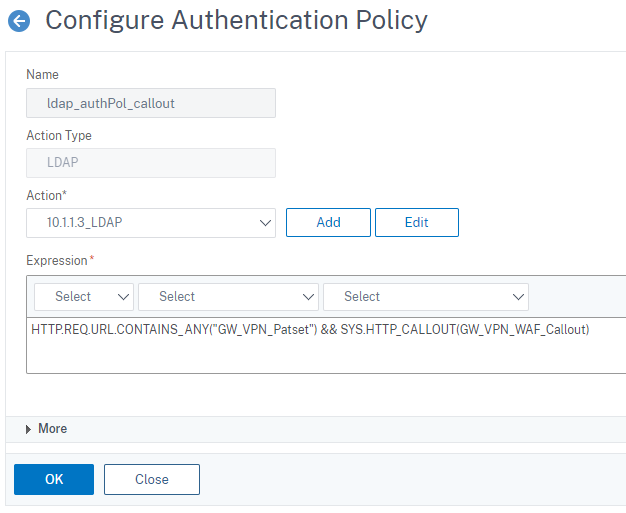 Configure Authentication Policy
Name
ldap_authPol_callout
Action Type
LDAP
Action*
10.1.1.3_LDAP
Add
Edit
Expression*
Select
Select
Select
HTTP.REQ.URL.CONTAINS_ANY("GW_VPN_Patset") && SYS.HTTP_CALLOUT(GW_VPN_WAF_Callout)
More
OK
Close